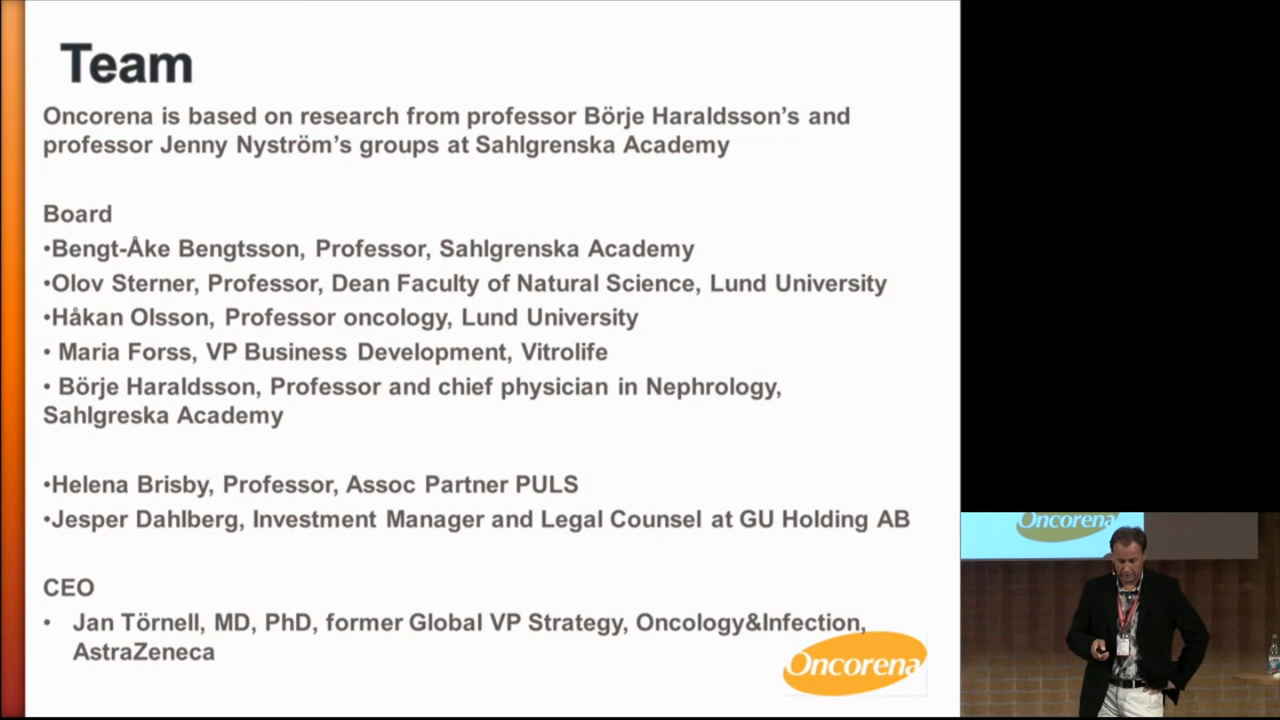 Team
Oncorena is based on research from professor Börje Haraldsson’s and
professor Jenny Nyström’s groups at Sahlgrenska Academy
Board
•Bengt-Åke Bengtsson, Professor, Sahlgrenska Academy
•Olov Sterner, Professor, Dean Faculty of Natural Science, Lund University
•Håkan Olsson, Professor oncology, Lund University
• Maria Forss, VP Business Development, Vitrolife
• Börje Haraldsson, Professor and chief physician in Nephrology,
Sahlgreska Academy
•Helena Brisby, Professor, Assoc Partner PULS
•Jesper Dahlberg, Investment Manager and Legal Counsel at GU Holding AB
CEO
• Jan Törnell, MD, PhD, former Global VP Strategy, Oncology&Infection,
AstraZeneca
Oncorena
Oncorena